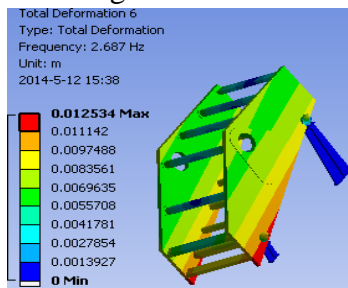 Total Deformation 6
Type: Total Deformation
Frequency: 2.687 Hz
Unit: m
2014-5-12 15:38
0.012534 Max
0.011142
0.0097488
0.0083561
0.0069635
0.0055708
0.0041781
0.0027854
0.0013927
0 Min